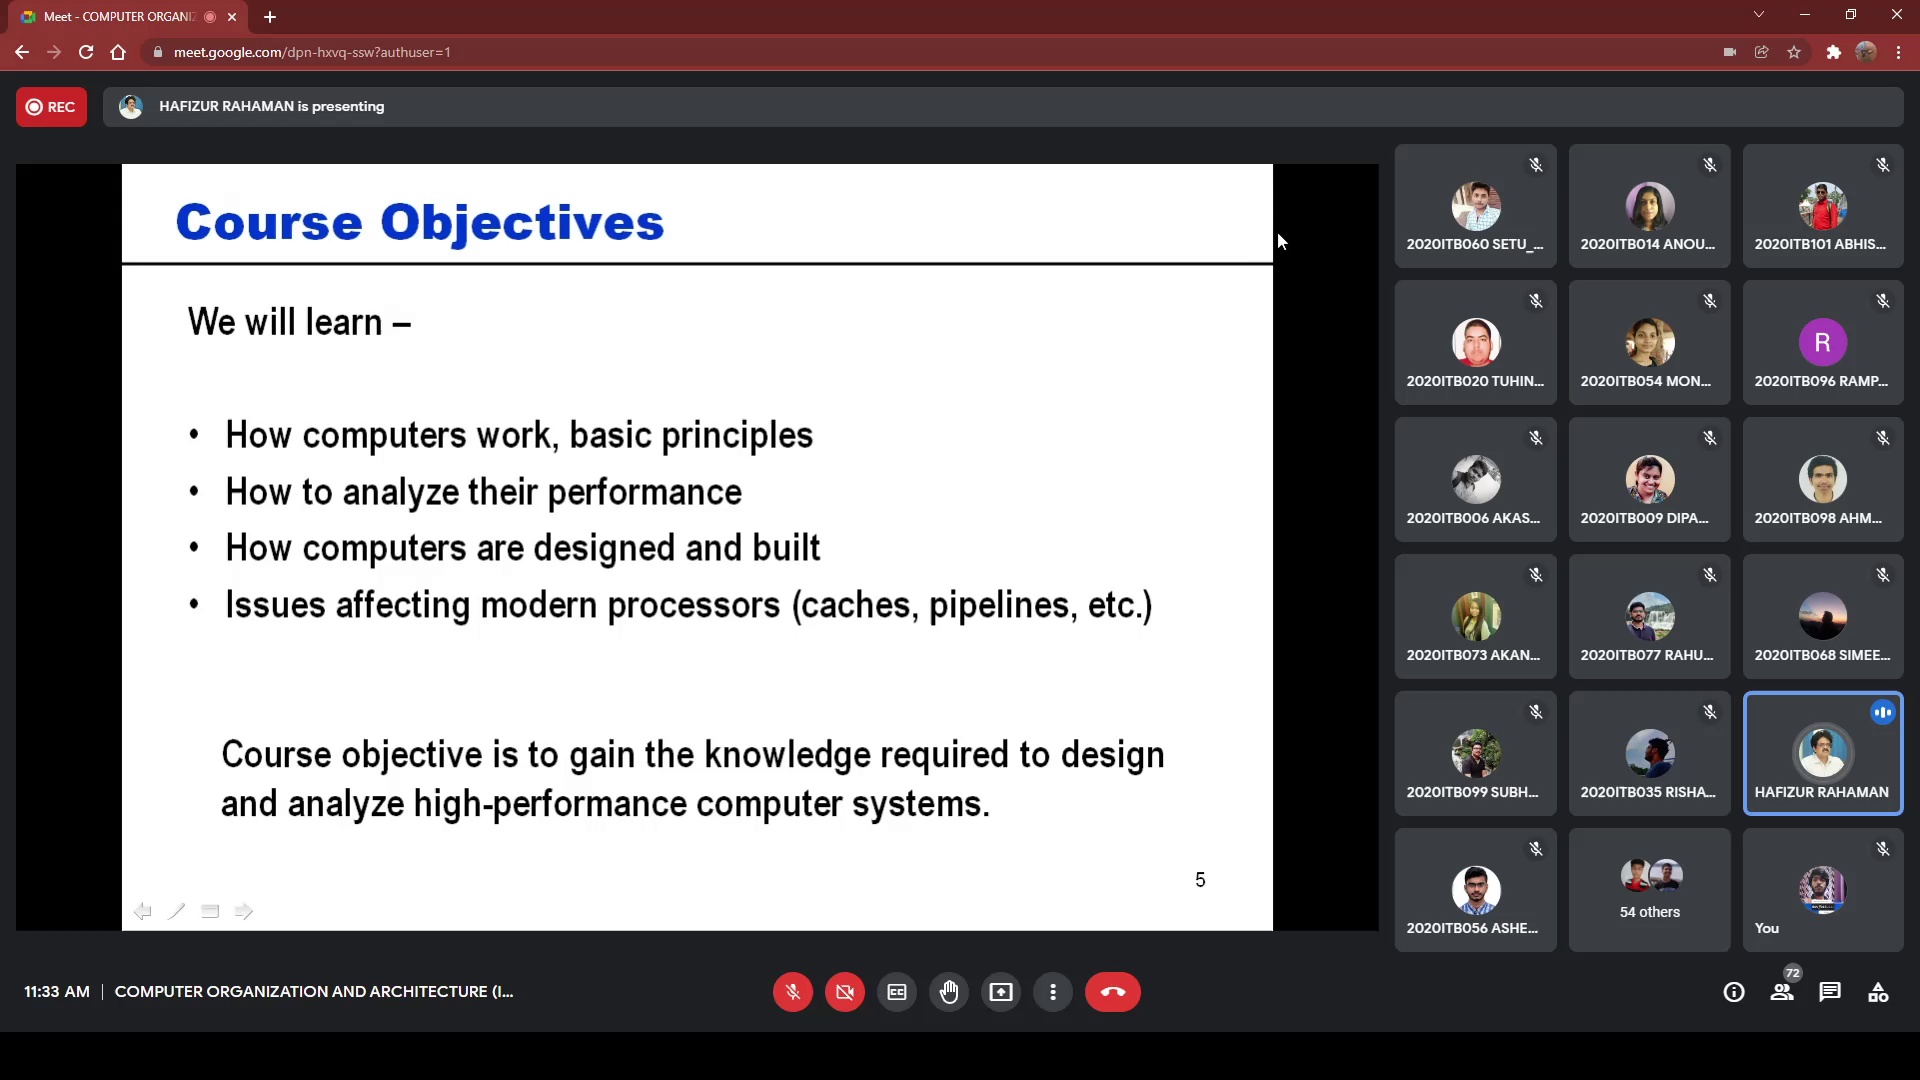 Meet - COMPUTER ORGANIZ
meet.google.com/dpn-hxvq-ssw?authuser=1
REC
HAFIZUR RAHAMAN is presenting
Course Objectives
We will learn –
• How computers work, basic principles
• How to analyze their performance
• How computers are designed and built
• Issues affecting modern processors (caches, pipelines, etc.)
Course objective is to gain the knowledge required to design
and analyze high-performance computer systems.
5
2020ITB060 SETU_...
2020ITB014 ANOU...
2020ITB101 ABHIS...
2020ITB020 TUHIN...
2020ITB054 MON...
R
2020ITB096 RAMP...
2020ITB006 AKAS...
2020ITB009 DIPA...
2020ITB098 AHM...
2020ITB073 AKAN...
2020ITB077 RAHU...
2020ITB068 SIMEE...
2020ITB099 SUBH...
2020ITB035 RISHA...
HAFIZUR RAHAMAN
2020ITB056 ASHE...
54 others
You
11:33 AM | COMPUTER ORGANIZATION AND ARCHITECTURE (I...
72